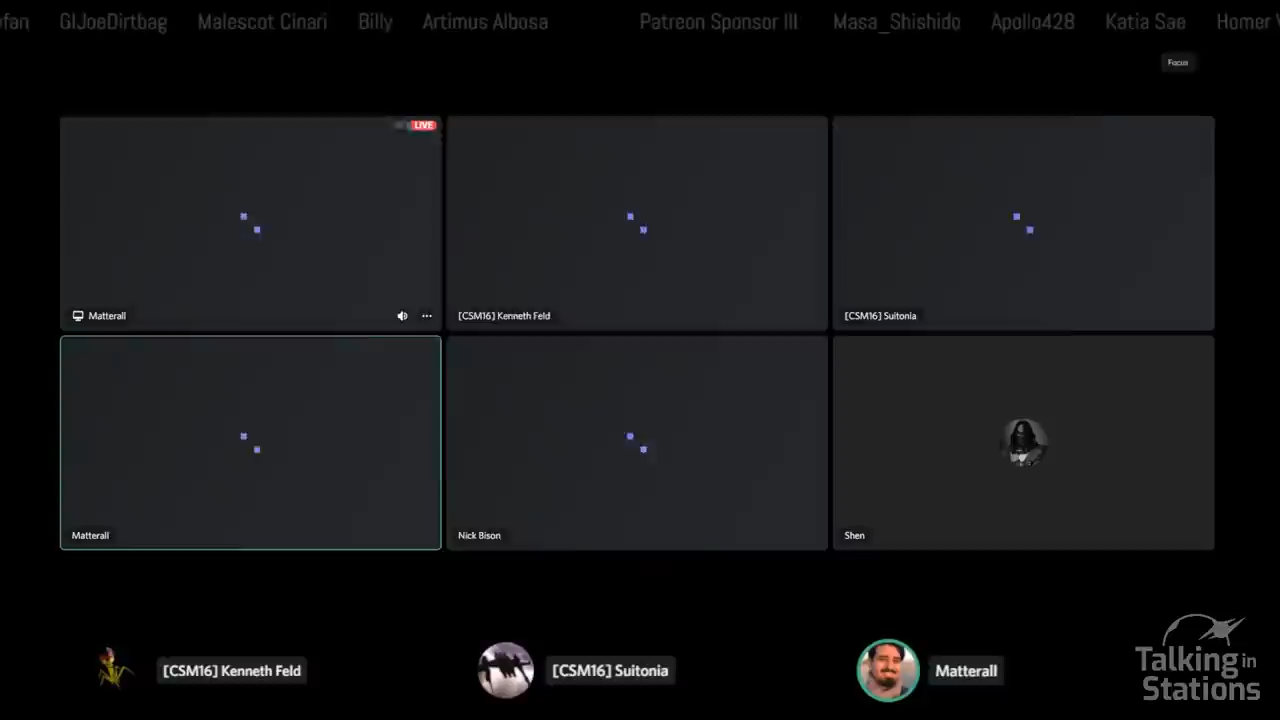 GIJoeDirtbag Malescot Cinari Billy Artimus Albosa Patreon Sponsor III Masa_Shishido Apollo428 Katia Sae Homer
Focus
LIVE
Matterall
[CSM16] Kenneth Feld
[CSM16] Suitonia
Matterall
Nick Bison
Shen
[CSM16] Kenneth Feld
[CSM16] Suitonia
Matterall
Talking in
Stations